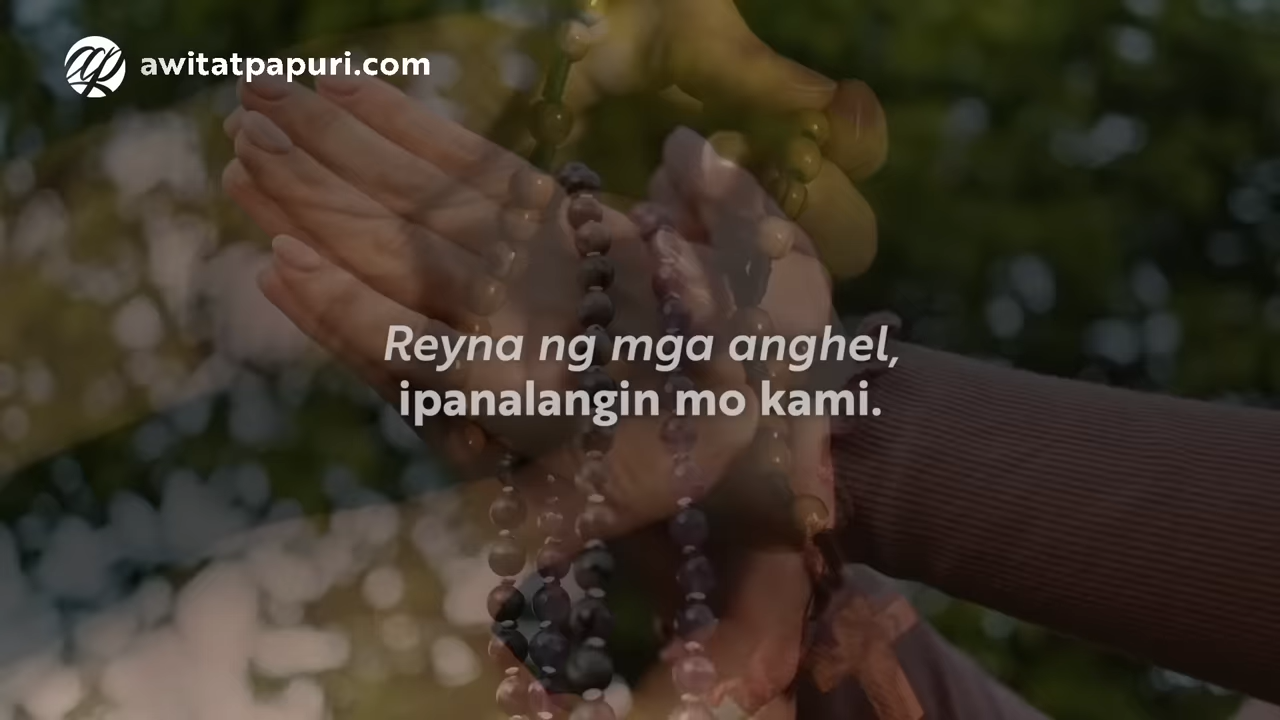 awitatpapuri.com
Reyna ng mga anghel,
ipanalangin mo kami.